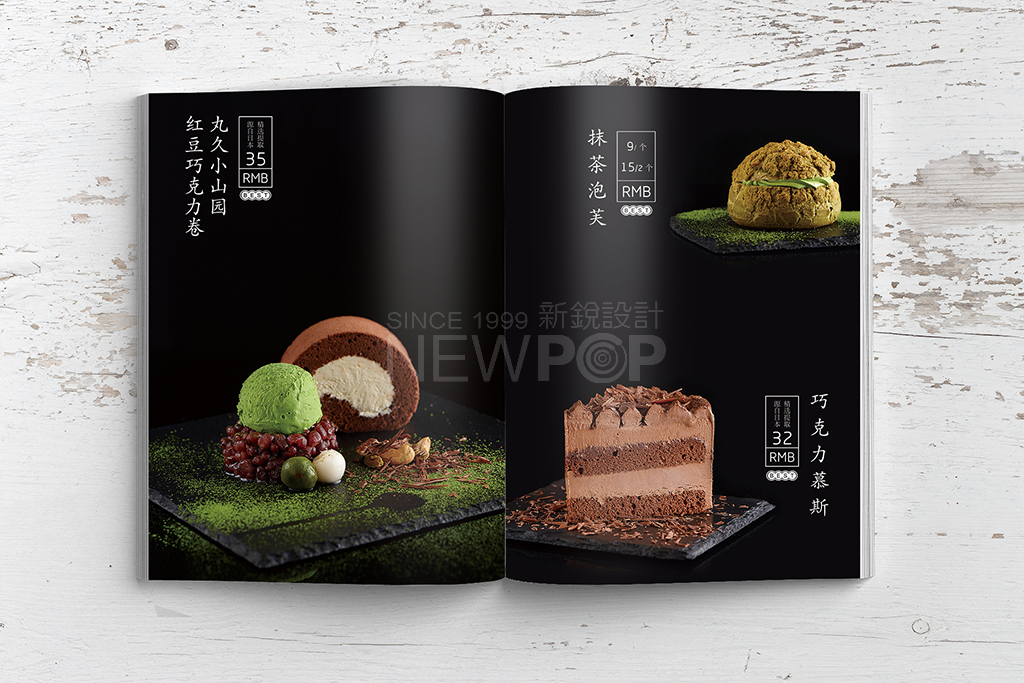 丸久小山园
红豆巧克力卷
精选提取
源自日本
35
RMB
BEST
抹茶泡芙
9/个
15/2个
RMB
BEST
SINCE 1999 新銳設計
NEWPOP
巧克力慕斯
精选提取
源自日本
32
RMB
BEST